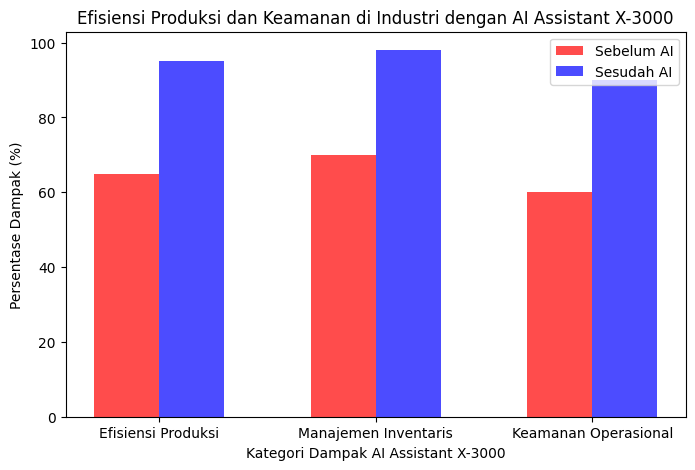 Efisiensi Produksi dan Keamanan di Industri dengan AI Assistant X-3000
Sebelum AI
Sesudah AI
Persentase Dampak (%)
100
80
60
40
20
0
Efisiensi Produksi
Manajemen Inventaris
Keamanan Operasional
Kategori Dampak AI Assistant X-3000